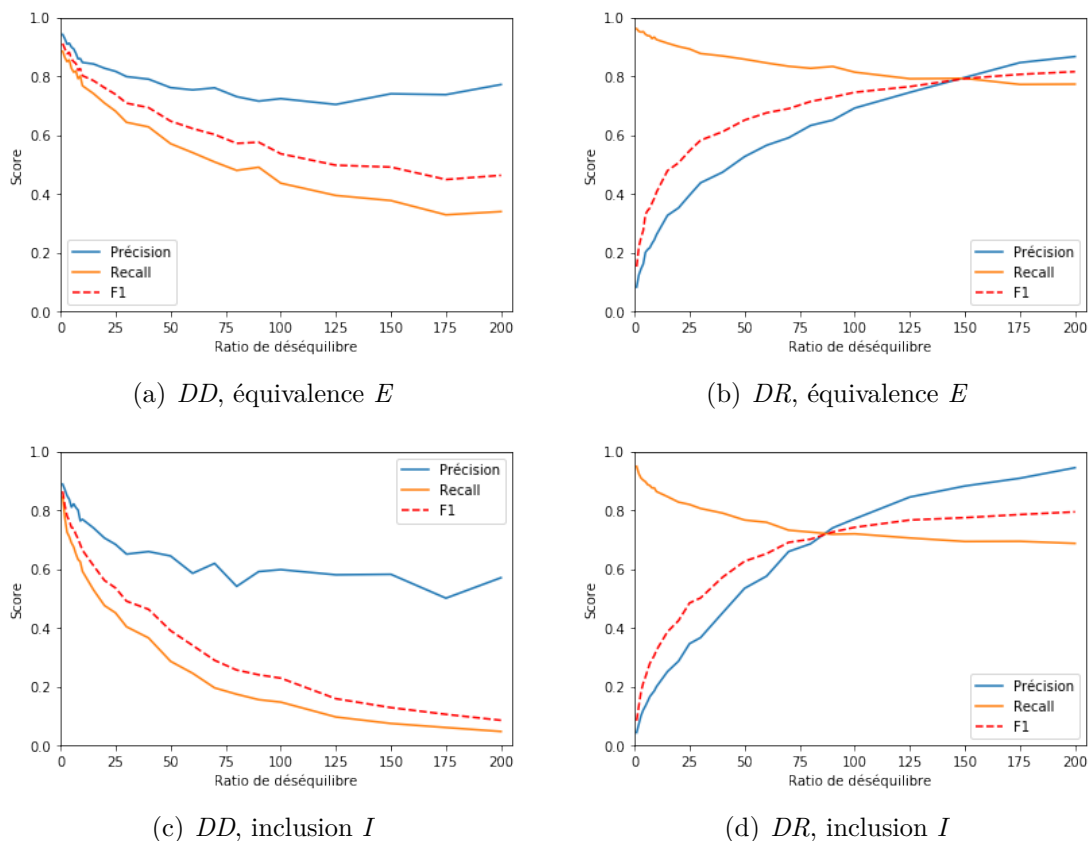 1.0
0.8
0.6
0.4
0.2
0.0
Score
Précision
Recall
F1
0 25 50 75 100 125 150 175 200
Ratio de déséquilibre
(a) DD, équivalence E
1.0
0.8
0.6
0.4
0.2
0.0
Score
Précision
Recall
F1
0 25 50 75 100 125 150 175 200
Ratio de déséquilibre
(b) DR, équivalence E
1.0
0.8
0.6
0.4
0.2
0.0
Score
Précision
Recall
F1
0 25 50 75 100 125 150 175 200
Ratio de déséquilibre
(c) DD, inclusion I
1.0
0.8
0.6
0.4
0.2
0.0
Score
Précision
Recall
F1
0 25 50 75 100 125 150 175 200
Ratio de déséquilibre
(d) DR, inclusion I